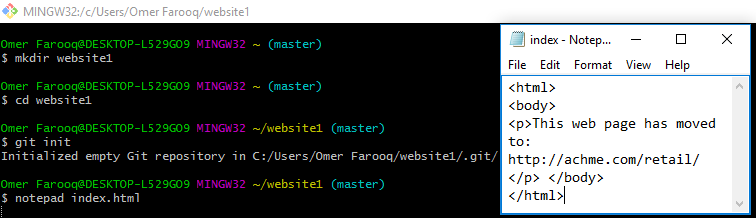 MINGW32:/c/Users/Omer Farooq/website1
Omer Farooq@DESKTOP-L529GO9 MINGW32 ~ (master)
$ mkdir website1
Omer Farooq@DESKTOP-L529GO9 MINGW32 ~ (master)
$ cd website1
Omer Farooq@DESKTOP-L529GO9 MINGW32 ~/website1 (master)
$ git init
Initialized empty Git repository in C:/Users/Omer Farooq/website1/.git/
Omer Farooq@DESKTOP-L529GO9 MINGW32 ~/website1 (master)
$ notepad index.html
index - Notep...
File Edit Format View Help
<html>
<body>
<p>This web page has moved
to:
http://achme.com/retail/
</p> </body>
</html>